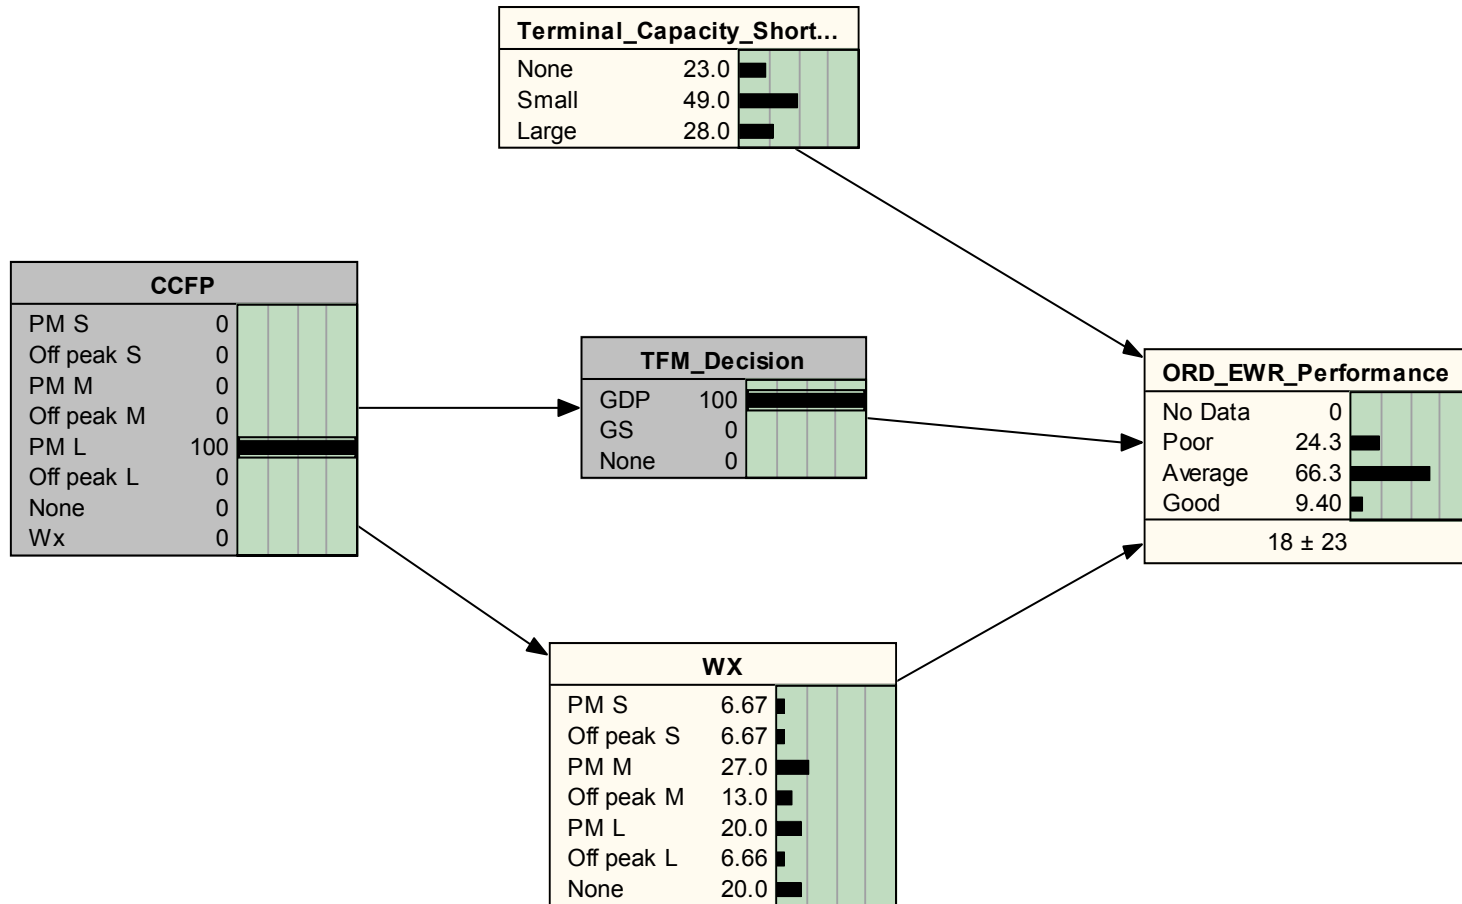 Terminal_Capacity_Short...
None 23.0
Small 49.0
Large 28.0
CCFP
PM S 0
Off peak S 0
PM M 0
Off peak M 0
PM L 100
Off peak L 0
None 0
Wx 0
TFM_Decision
GDP 100
GS 0
None 0
ORD_EWR_Performance
No Data 0
Poor 24.3
Average 66.3
Good 9.40
18 ± 23
WX
PM S 6.67
Off peak S 6.67
PM M 27.0
Off peak M 13.0
PM L 20.0
Off peak L 6.66
None 20.0